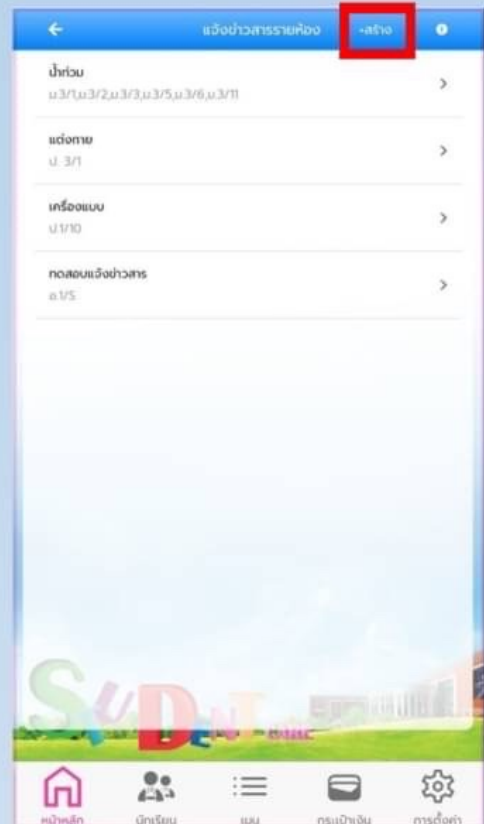 แจ้งข่าวสารรายห้อง +สร้าง
น้ำท่วม
ม.3/1,ม.3/2,ม.3/3,ม.3/5,ม.3/6,ม.3/11
แต่งกาย
ป. 3/1
เครื่องแบบ
ป.1/10
ทดสอบแจ้งข่าวสาร
อ.1/5
STUDENT CARE
หน้าหลัก นักเรียน เมนู กระเป๋าเงิน การตั้งค่า